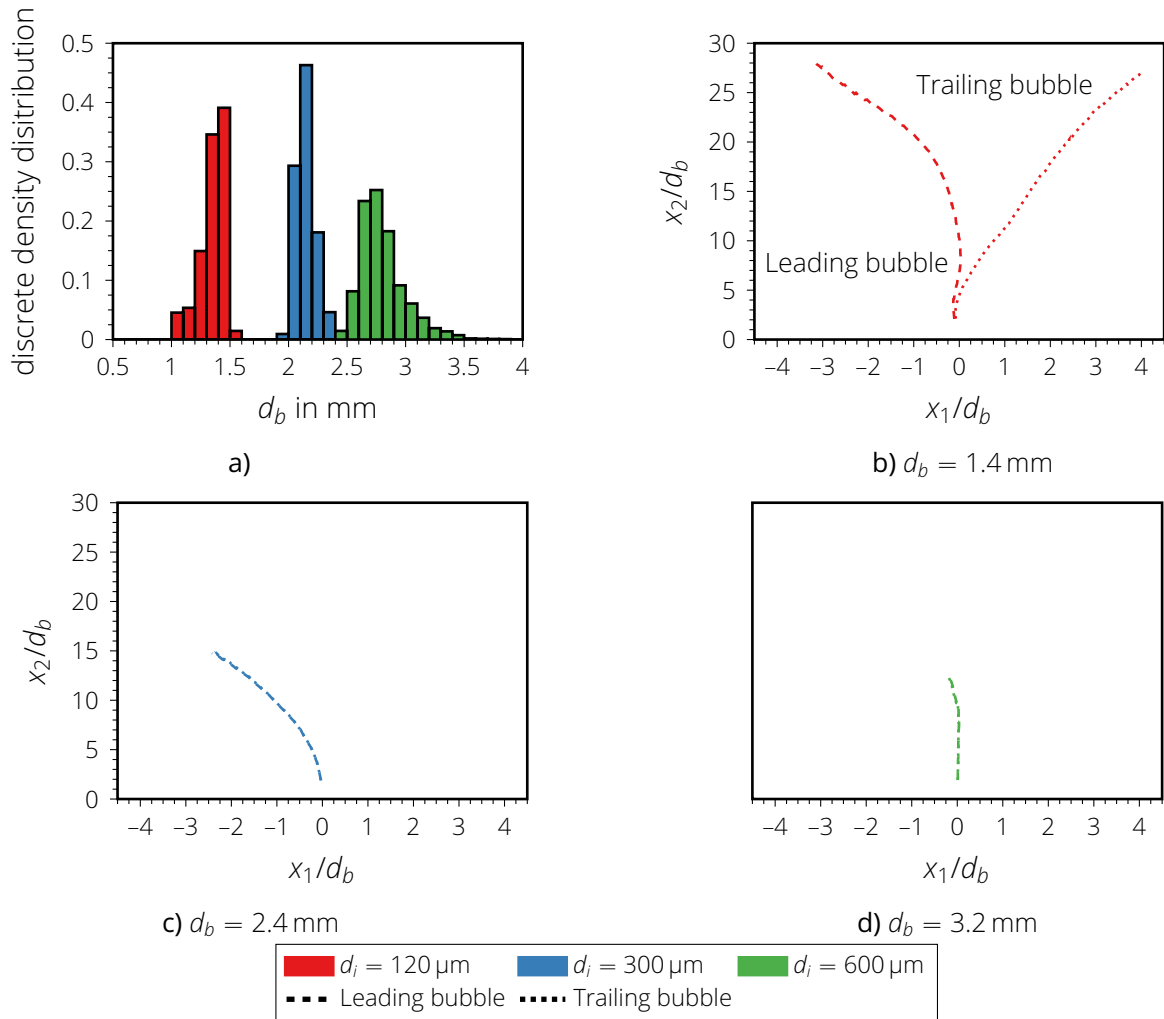 discrete density disitribution
0.5
0.4
0.3
0.2
0.1
0
0.5 1 1.5 2 2.5 3 3.5 4
d_b in mm
a)
30
25
20
15
10
5
0
x_2/d_b
Trailing bubble
Leading bubble
–4 –3 –2 –1 0 1 2 3 4
x_1/d_b
b) d_b = 1.4 mm
30
25
20
15
10
5
0
x_2/d_b
–4 –3 –2 –1 0 1 2 3 4
x_1/d_b
c) d_b = 2.4 mm
–4 –3 –2 –1 0 1 2 3 4
x_1/d_b
d) d_b = 3.2 mm
d_i = 120 µm d_i = 300 µm d_i = 600 µm
Leading bubble Trailing bubble